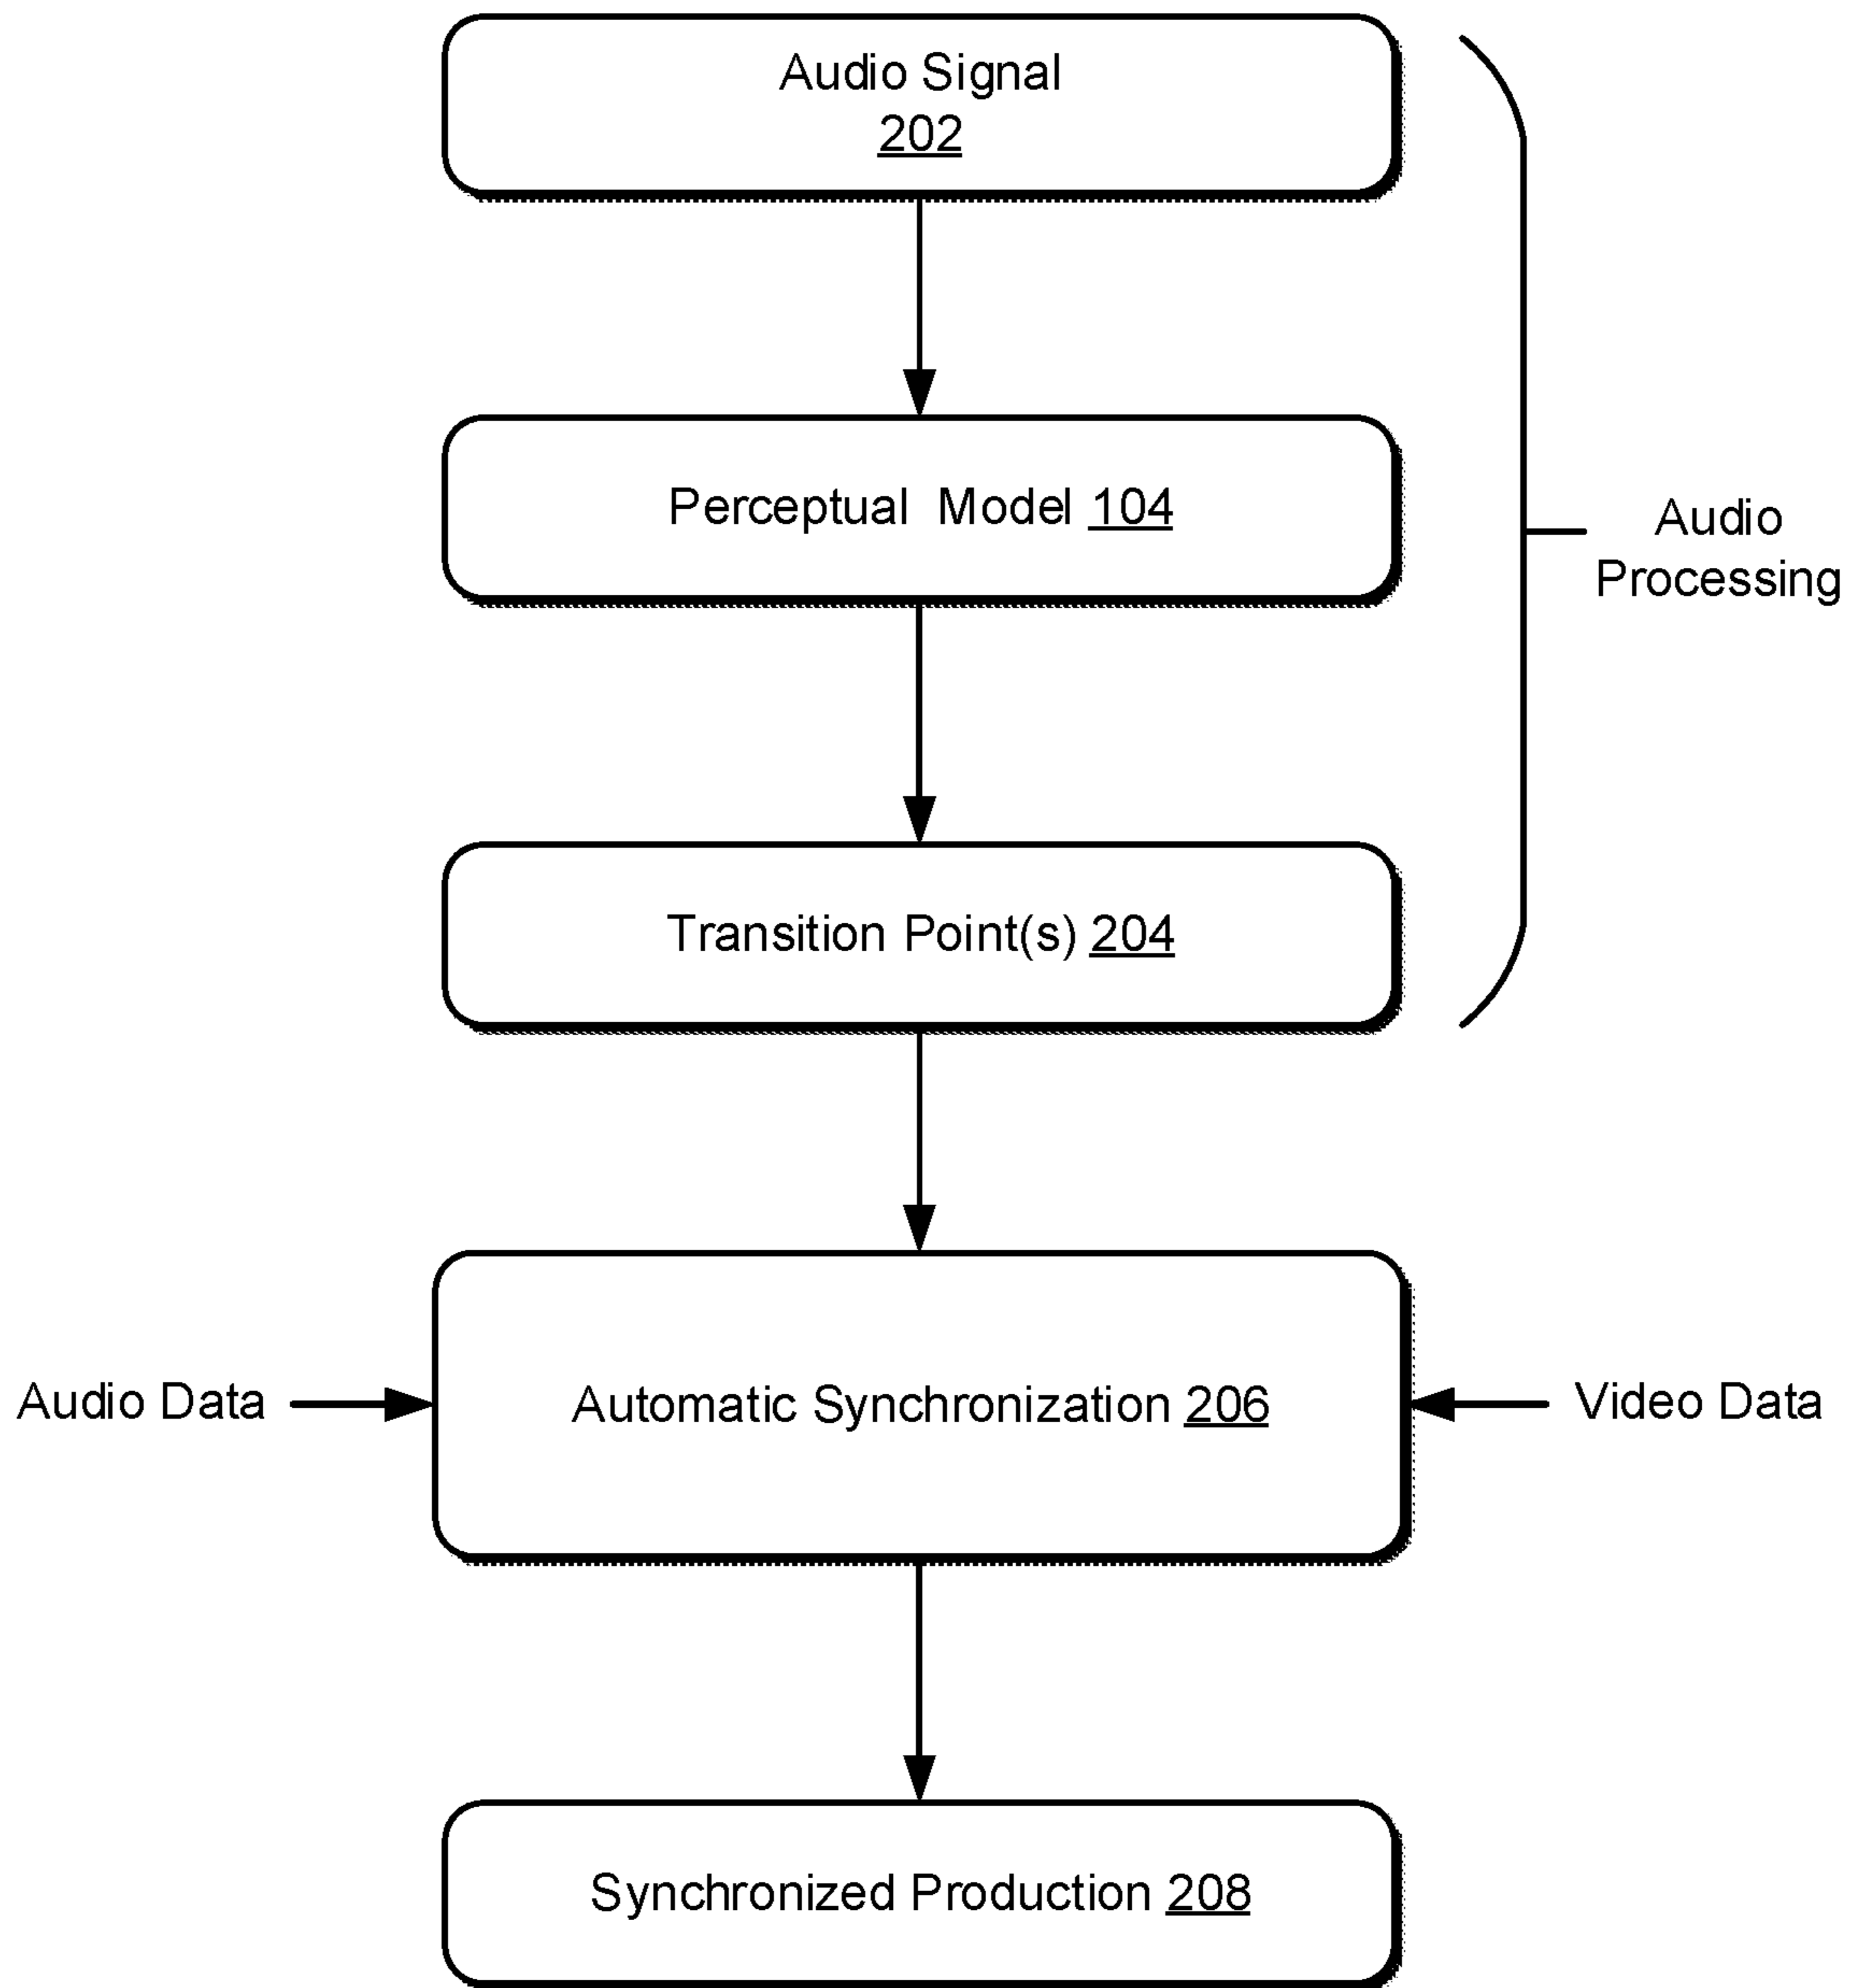 Audio Signal
202
Perceptual Model 104
Audio
Processing
Transition Point(s) 204
Audio Data
Automatic Synchronization 206
Video Data
Synchronized Production 208